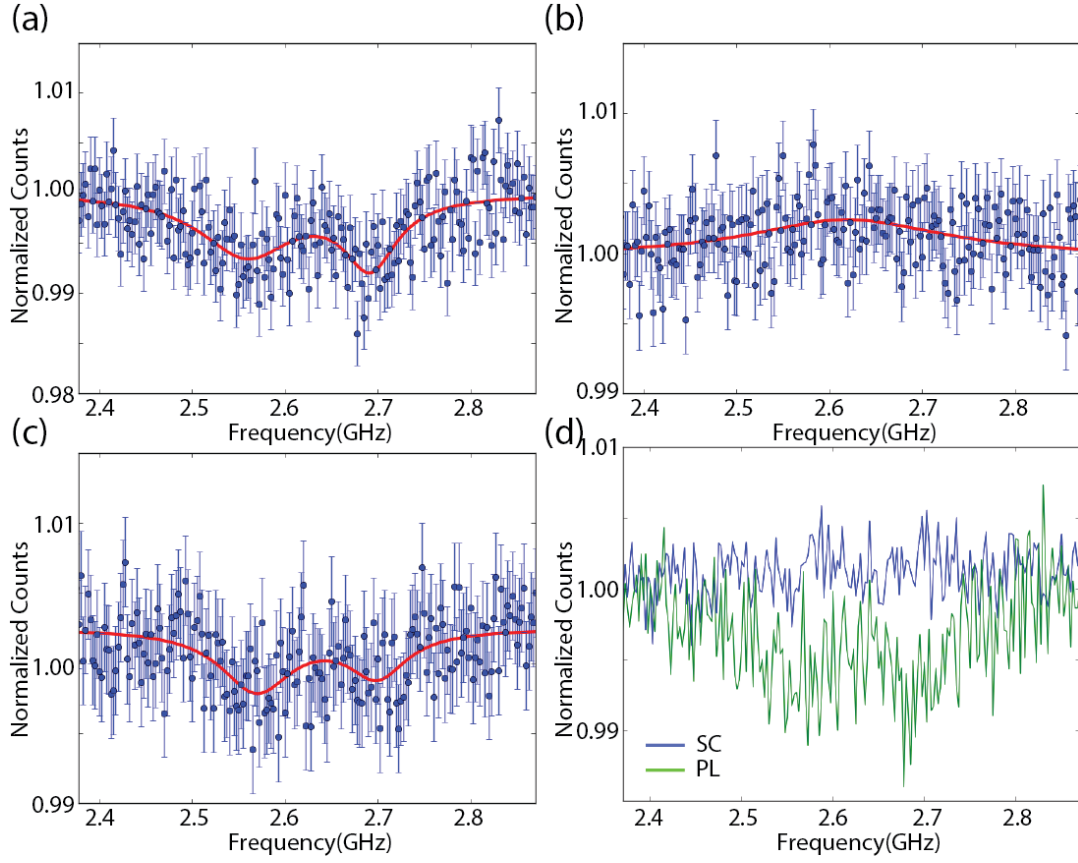 (a)
1.01
1.00
0.99
0.98
Normalized Counts
2.4 2.5 2.6 2.7 2.8
Frequency(GHz)
(b)
1.01
1.00
0.99
Normalized Counts
2.4 2.5 2.6 2.7 2.8
Frequency(GHz)
(c)
1.01
1.00
0.99
Normalized Counts
2.4 2.5 2.6 2.7 2.8
Frequency(GHz)
(d)
1.01
1.00
0.99
Normalized Counts
SC
PL
2.4 2.5 2.6 2.7 2.8
Frequency(GHz)